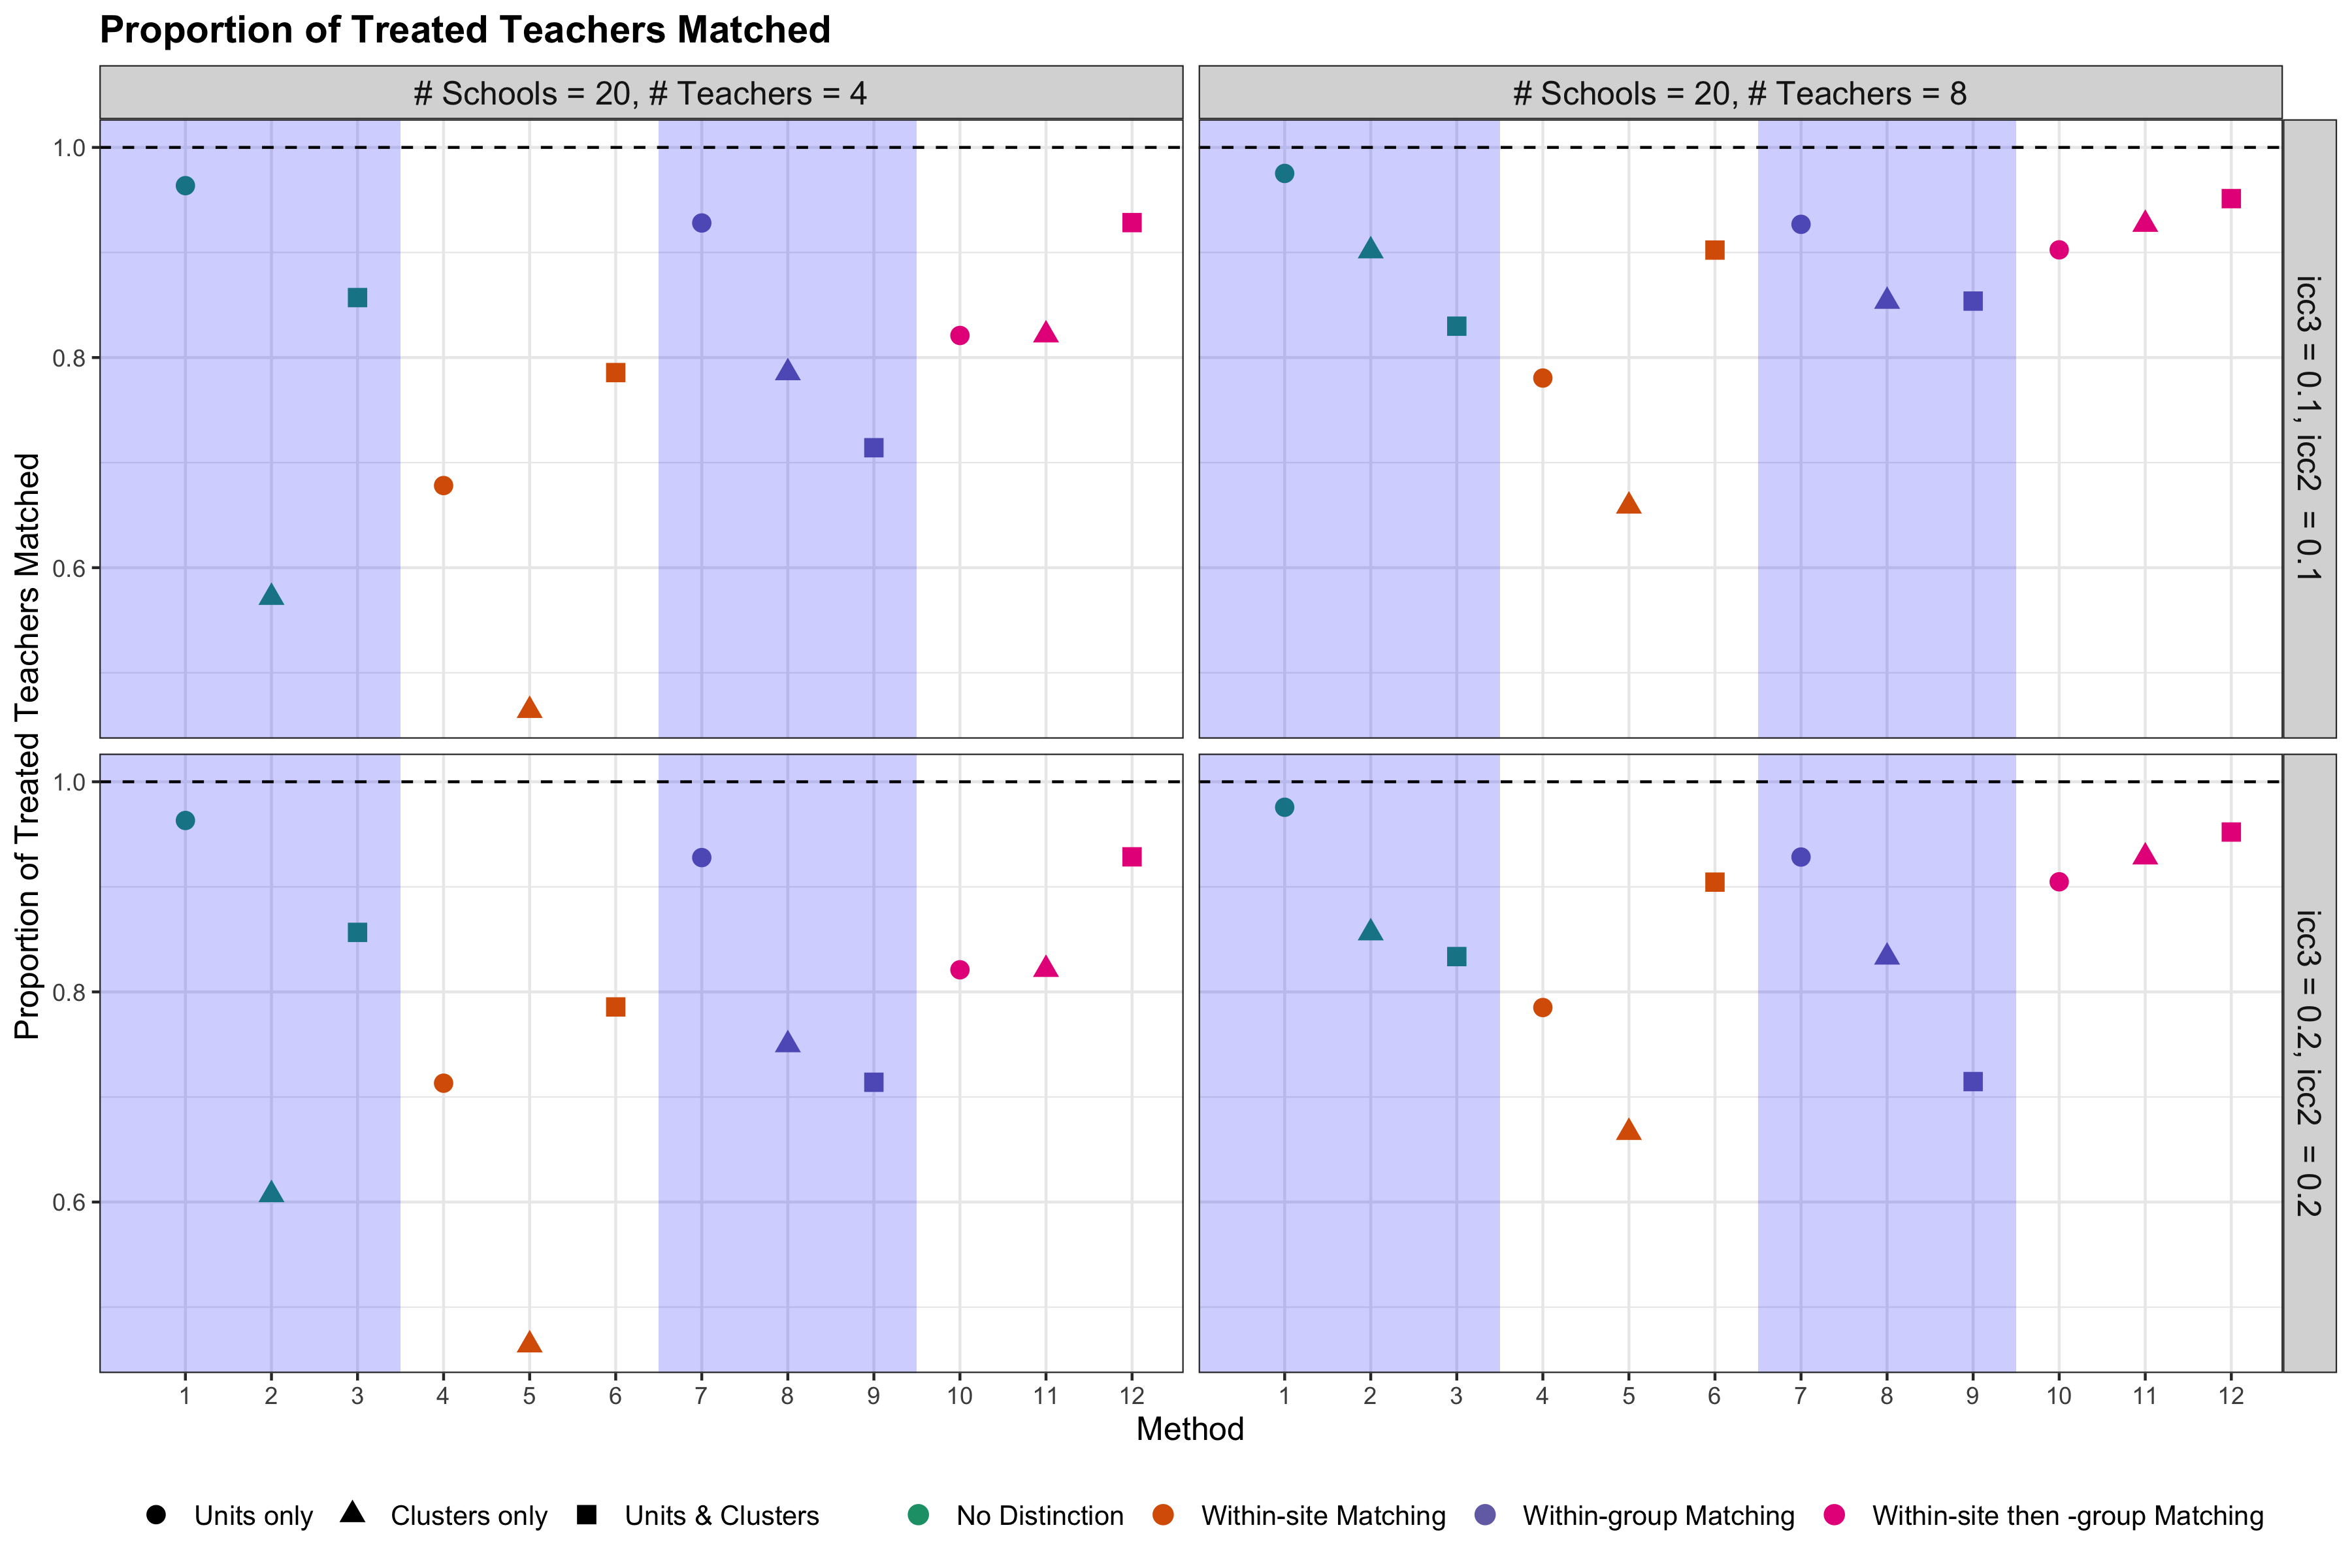 Proportion of Treated Teachers Matched
# Schools = 20, # Teachers = 4
# Schools = 20, # Teachers = 8
1.0
0.8
0.6
icc3 = 0.1, icc2 = 0.1
Proportion of Treated Teachers Matched
1.0
0.8
0.6
icc3 = 0.2, icc2 = 0.2
1 2 3 4 5 6 7 8 9 10 11 12
1 2 3 4 5 6 7 8 9 10 11 12
Method
Units only Clusters only Units & Clusters No Distinction Within-site Matching Within-group Matching Within-site then -group Matching